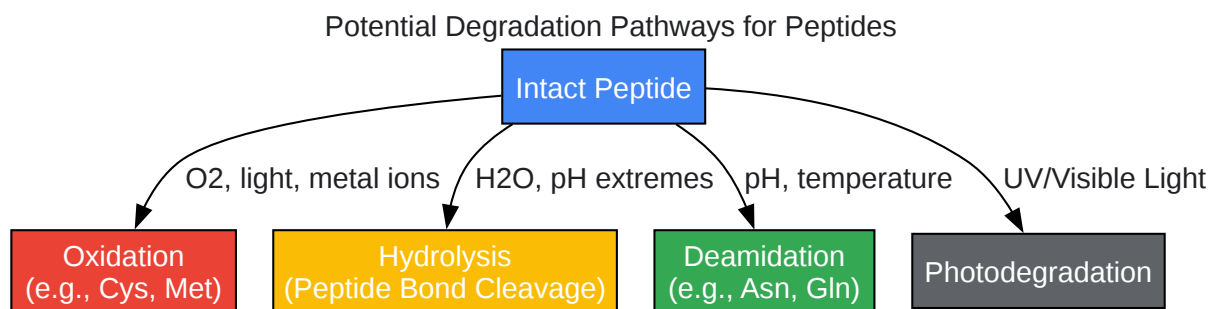 Potential Degradation Pathways for Peptides
Intact Peptide
O2, light, metal ions
H2O, pH extremes
pH, temperature
UV/Visible Light
Oxidation
(e.g., Cys, Met)
Hydrolysis
(Peptide Bond Cleavage)
Deamidation
(e.g., Asn, Gln)
Photodegradation